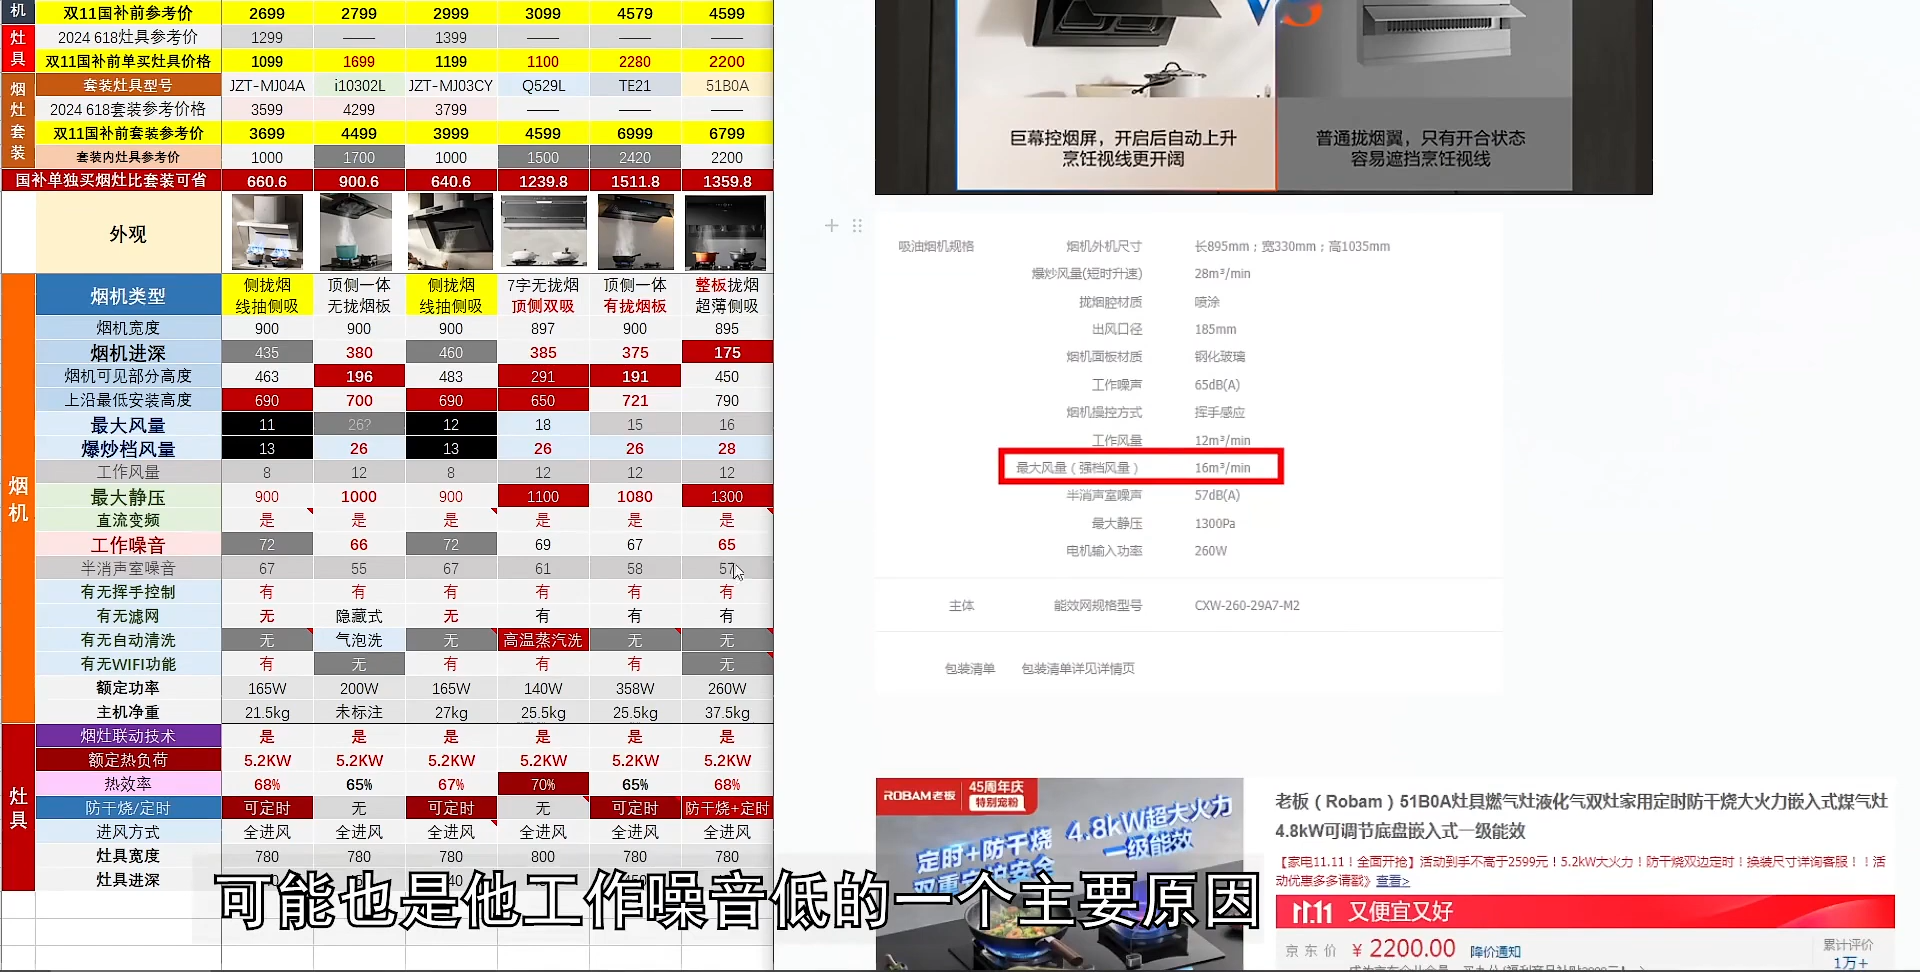 机 双11国补前参考价 2699 2799 2999 3099 4579 4599
灶具 2024 618灶具参考价 1299 —— 1399 —— —— ——
双11国补前单买灶具价格 1099 1699 1199 1100 2280 2200
烟灶套装 套装灶具型号 JZT-MJ04A i10302L JZT-MJ03CY Q529L TE21 51B0A
2024 618套装参考价格 3599 4299 3799 —— —— ——
双11国补前套装参考价 3699 4499 3999 4599 6999 6799
套装内灶具参考价 1000 1700 1000 1500 2420 2200
国补单独买烟灶比套装可省 660.6 900.6 640.6 1239.8 1511.8 1359.8
外观
烟机 烟机类型 侧拢烟 顶侧一体 侧拢烟 7字无拢烟 顶侧一体 整板拢烟
线抽侧吸 无拢烟板 线抽侧吸 顶侧双吸 有拢烟板 超薄侧吸
烟机宽度 900 900 900 897 900 895
烟机进深 435 380 460 385 375 175
烟机可见部分高度 463 196 483 291 191 450
上沿最低安装高度 690 700 690 650 721 790
最大风量 11 26? 12 18 15 16
爆炒档风量 13 26 13 26 26 28
工作风量 8 12 8 12 12 12
最大静压 900 1000 900 1100 1080 1300
直流变频 是 是 是 是 是 是
工作噪音 72 66 72 69 67 65
半消声室噪音 67 55 67 61 58 57
有无挥手控制 有 有 有 有 有 有
有无滤网 无 隐藏式 无 有 有 有
有无自动清洗 无 气泡洗 无 高温蒸汽洗 无 无
有无WIFI功能 有 无 有 有 有 无
额定功率 165W 200W 165W 140W 358W 260W
主机净重 21.5kg 未标注 27kg 25.5kg 25.5kg 37.5kg
灶具 烟灶联动技术 是 是 是 是 是 是
额定热负荷 5.2KW 5.2KW 5.2KW 5.2KW 5.2KW 5.2KW
热效率 68% 65% 67% 70% 65% 68%
防干烧/定时 可定时 无 可定时 无 可定时 防干烧+定时
进风方式 全进风 全进风 全进风 全进风 全进风 全进风
灶具宽度 780 780 780 800 780 780
灶具进深
可能也是他工作噪音低的一个主要原因
VS
巨幕控烟屏，开启后自动上升
烹饪视线更开阔
普通拢烟翼，只有开合状态
容易遮挡烹饪视线
吸油烟机规格 烟机外机尺寸 长895mm；宽330mm；高1035mm
爆炒风量(短时升速) 28m³/min
拢烟腔材质 喷涂
出风口径 185mm
烟机面板材质 钢化玻璃
工作噪声 65dB(A)
烟机操控方式 挥手感应
工作风量 12m³/min
最大风量（强档风量） 16m³/min
半消声室噪声 57dB(A)
最大静压 1300Pa
电机输入功率 260W
主体 能效网规格型号 CXW-260-29A7-M2
包装清单 包装清单详见详情页
ROBAM老板 45周年庆
特别宠粉
定时+防干烧
4.8kW超大火力
一级能效
老板（Robam）51B0A灶具燃气灶液化气双灶家用定时防干烧大火力嵌入式煤气灶
4.8kW可调节底盘嵌入式一级能效
【家电11.11！全面开抢】活动到手不高于2599元！5.2kW大火力！防干烧双边定时！换装尺寸详询客服！！活
动优惠多多请戳》查看>
11.11 又便宜又好
京东价 ￥2200.00 降价通知
累计评价
1万+